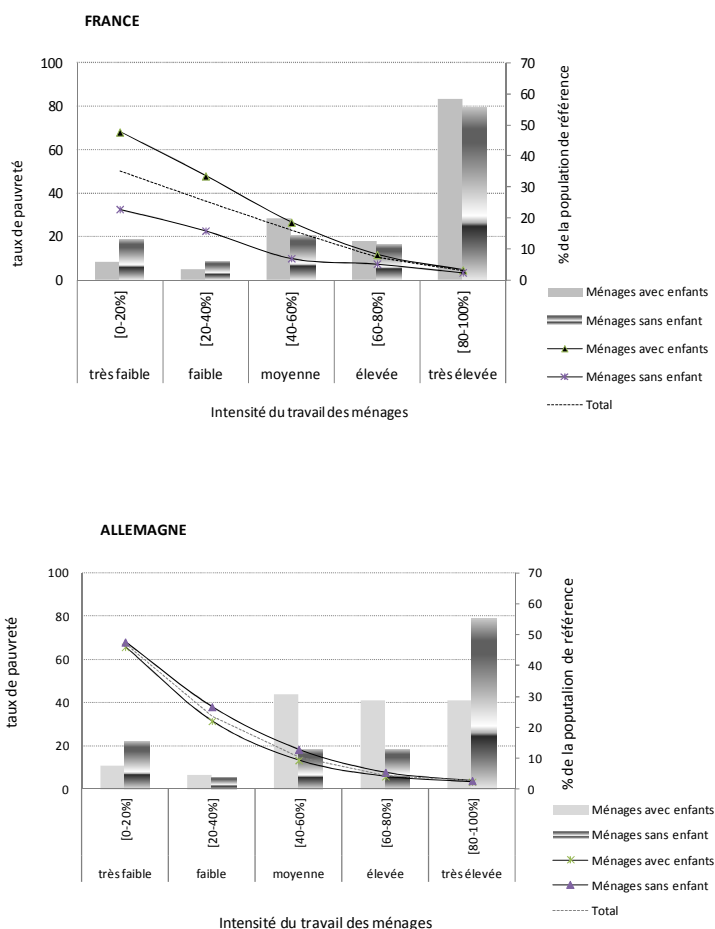 FRANCE
taux de pauvreté
100
80
60
40
20
0
70
60
50
40
30
20
10
0
% de la population de référence
[0-20%]
[20-40%]
[40-60%]
[60-80%]
[80-100%]
très faible
faible
moyenne
élevée
très élevée
Intensité du travail des ménages
Ménages avec enfants
Ménages sans enfant
Ménages avec enfants
Ménages sans enfant
Total
ALLEMAGNE
taux de pauvreté
100
80
60
40
20
0
70
60
50
40
30
20
10
0
% de la poputalion de référence
[0-20%]
[20-40%]
[40-60%]
[60-80%]
[80-100%]
très faible
faible
moyenne
élevée
très élevée
Intensité du travail des ménages
Ménages avec enfants
Ménages sans enfant
Ménages avec enfants
Ménages sans enfant
Total